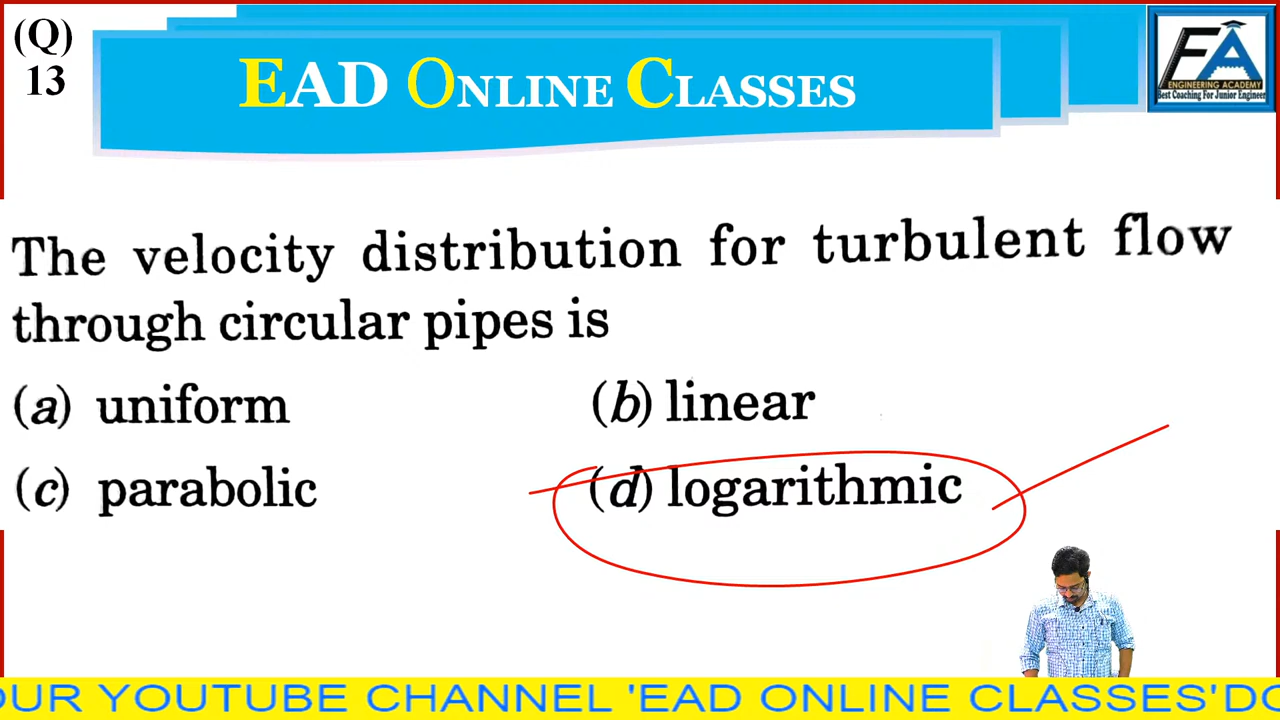 (Q)
13
EAD ONLINE CLASSES
EA
ENGINEERING ACADEMY
Best Coaching For Junior Engineer
The velocity distribution for turbulent flow
through circular pipes is
(a) uniform (b) linear
(c) parabolic (d) logarithmic
OUR YOUTUBE CHANNEL 'EAD ONLINE CLASSES'DO